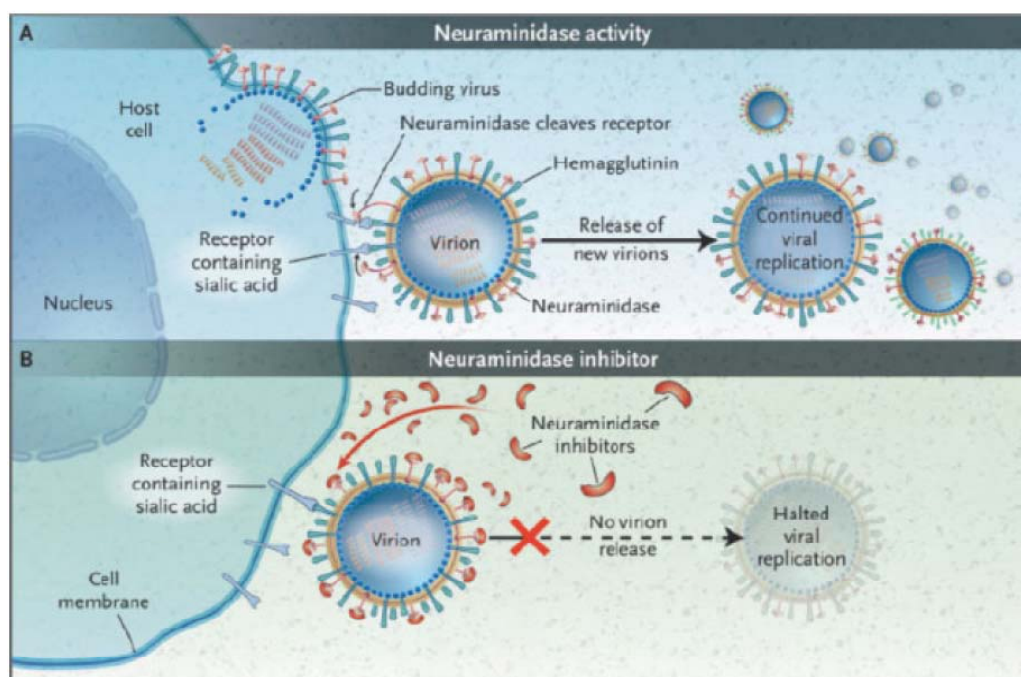 A
Neuraminidase activity
Host
cell
Budding virus
Neuraminidase cleaves receptor
Hemagglutinin
Receptor
containing
sialic acid
Virion
Release of
new virions
Continued
viral
replication
Nucleus
Neuraminidase
B
Neuraminidase inhibitor
Neuraminidase
inhibitors
Receptor
containing
sialic acid
Virion
No virion
release
Halted
viral
replication
Cell
membrane